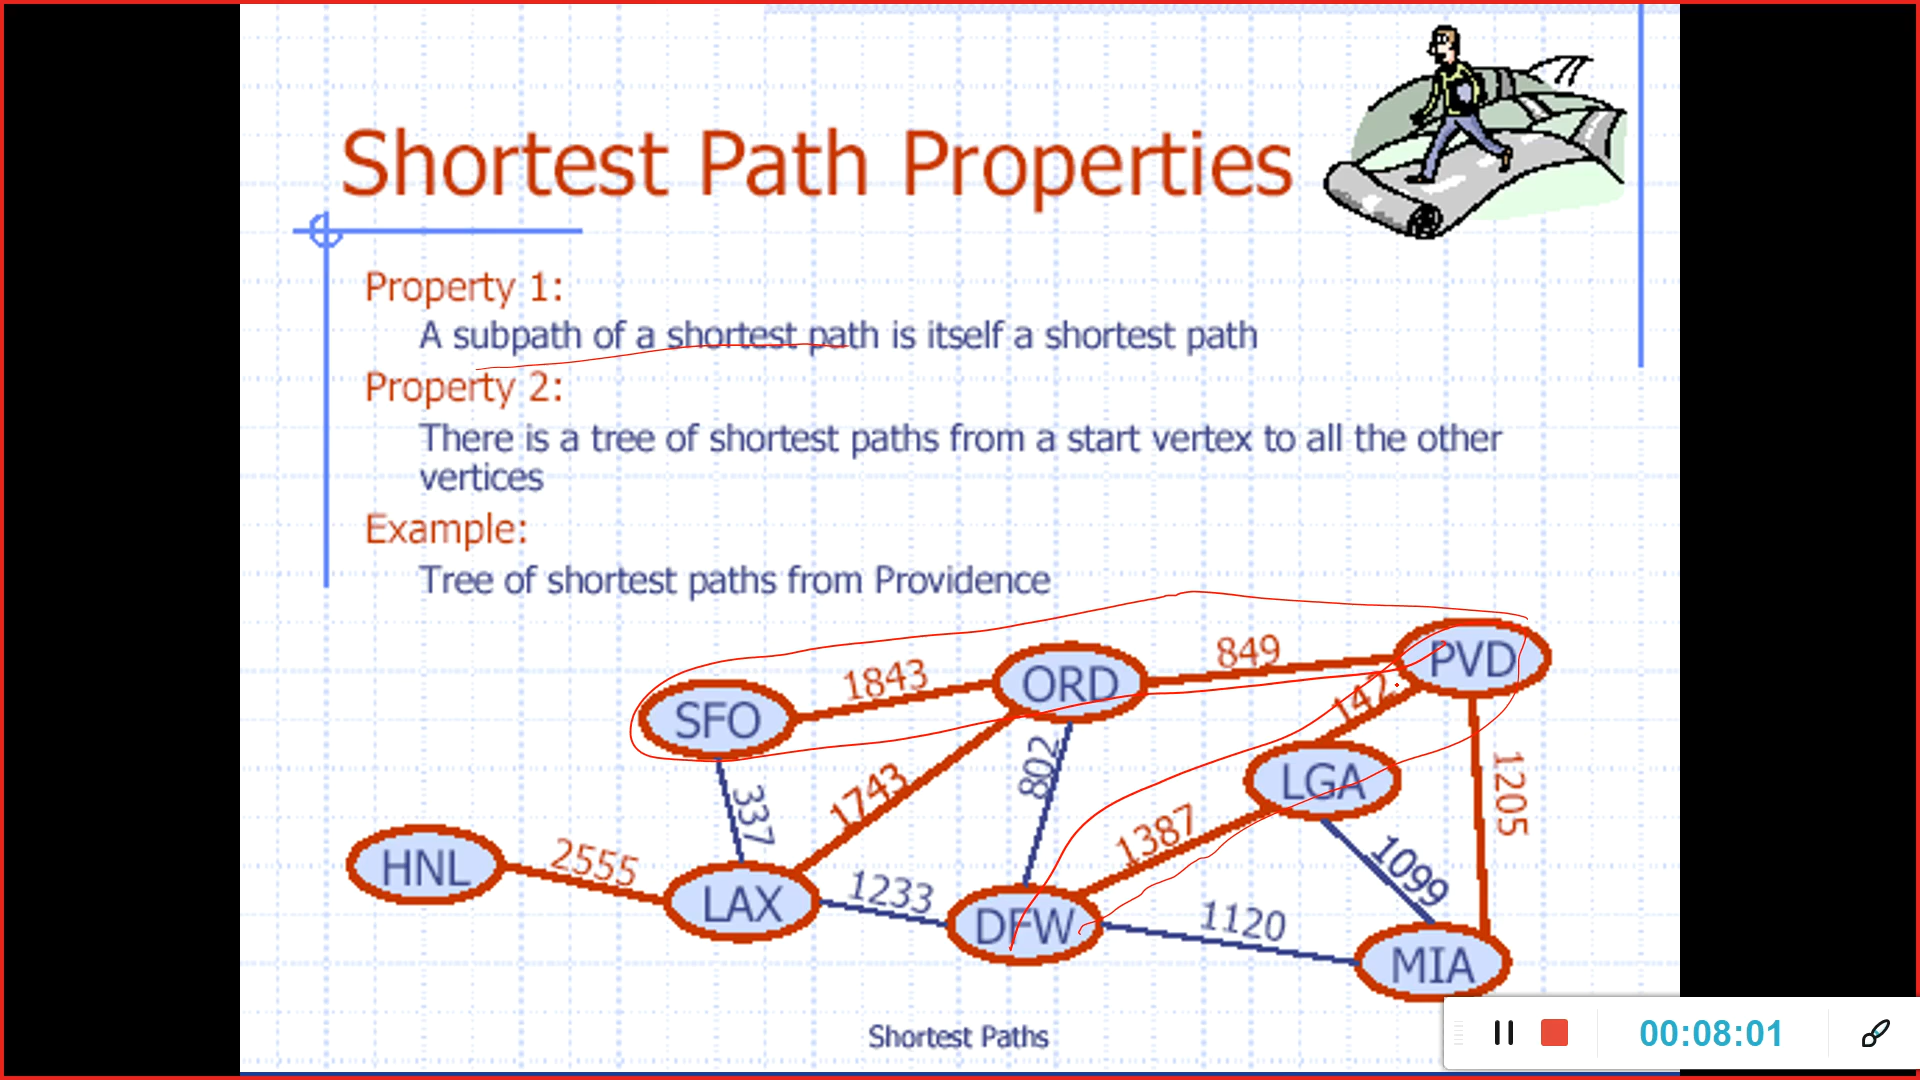 Shortest Path Properties
Property 1:
A subpath of a shortest path is itself a shortest path
Property 2:
There is a tree of shortest paths from a start vertex to all the other
vertices
Example:
Tree of shortest paths from Providence
849
PVD
1843
ORD
142
SFO
802
LGA
1205
337
1743
1387
HNL
2555
1099
LAX
1233
DFW
1120
MIA
Shortest Paths
00:08:01